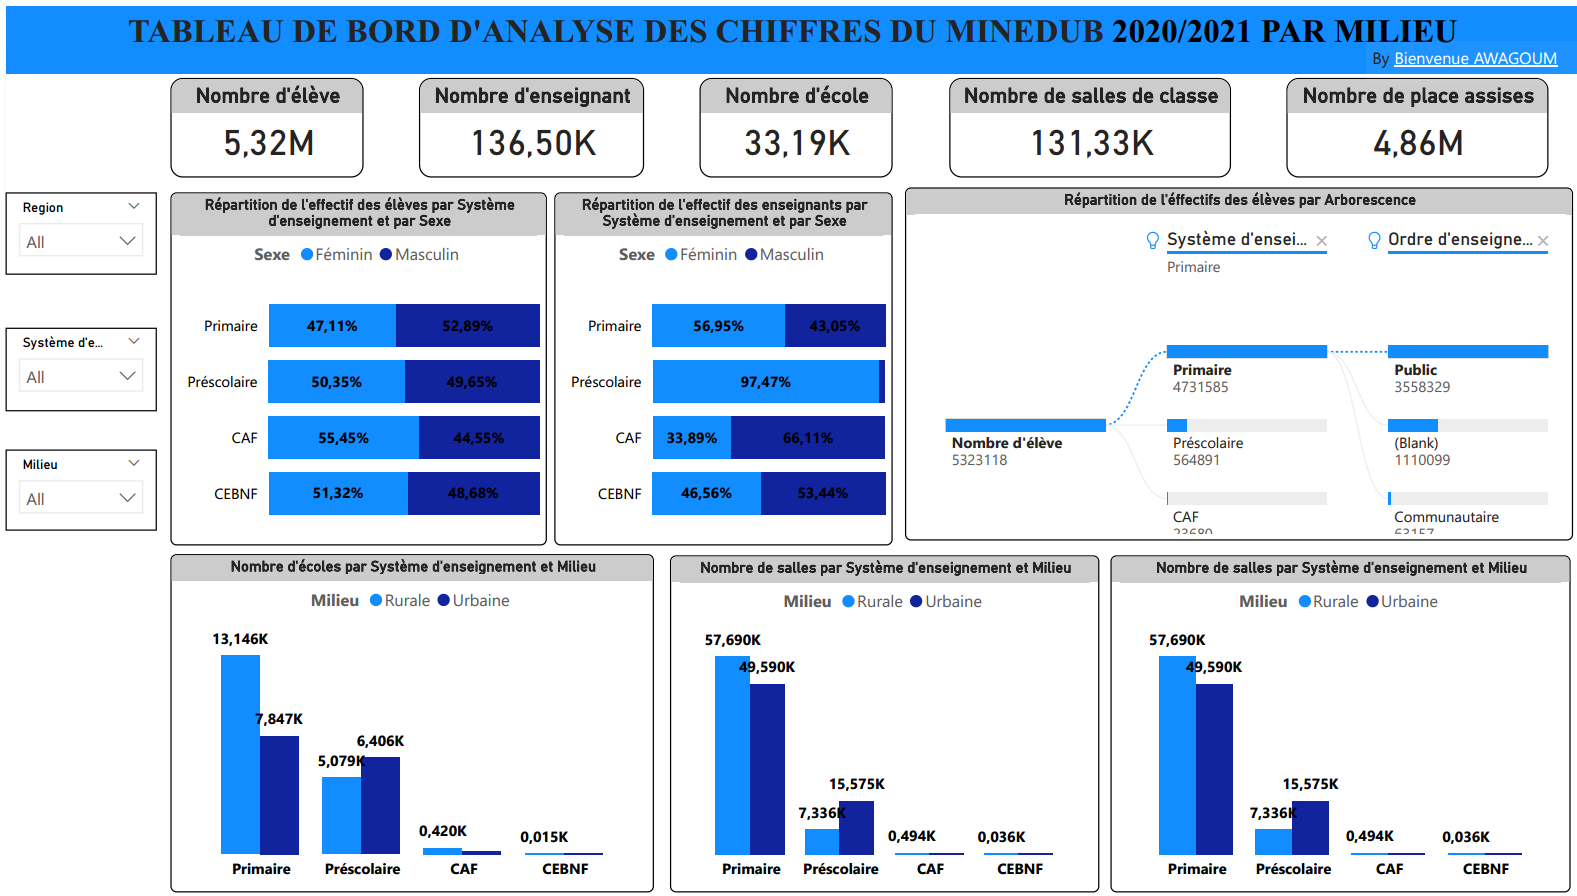 TABLEAU DE BORD D'ANALYSE DES CHIFFRES DU MINEDUB 2020/2021 PAR MILIEU
By Bienvenue AWAGOUM
Nombre d'élève
5,32M
Nombre d'enseignant
136,50K
Nombre d'école
33,19K
Nombre de salles de classe
131,33K
Nombre de place assises
4,86M
Region
All
Système d'e...
All
Milieu
All
Répartition de l'effectif des élèves par Système
d'enseignement et par Sexe
Sexe Féminin Masculin
Primaire 47,11% 52,89%
Préscolaire 50,35% 49,65%
CAF 55,45% 44,55%
CEBNF 51,32% 48,68%
Répartition de l'effectif des enseignants par
Système d'enseignement et par Sexe
Sexe Féminin Masculin
Primaire 56,95% 43,05%
Préscolaire 97,47%
CAF 33,89% 66,11%
CEBNF 46,56% 53,44%
Répartition de l'éffectifs des élèves par Arborescence
Système d'ensei... Ordre d'enseigne...
Primaire
Nombre d'élève
5323118
Primaire
4731585
Préscolaire
564891
CAF
23680
Public
3558329
(Blank)
1110099
Communautaire
63157
Nombre d'écoles par Système d'enseignement et Milieu
Milieu Rurale Urbaine
13,146K
7,847K
5,079K
6,406K
0,420K
0,015K
Primaire Préscolaire CAF CEBNF
Nombre de salles par Système d'enseignement et Milieu
Milieu Rurale Urbaine
57,690K
49,590K
7,336K
15,575K
0,494K
0,036K
Primaire Préscolaire CAF CEBNF
Nombre de salles par Système d'enseignement et Milieu
Milieu Rurale Urbaine
57,690K
49,590K
7,336K
15,575K
0,494K
0,036K
Primaire Préscolaire CAF CEBNF